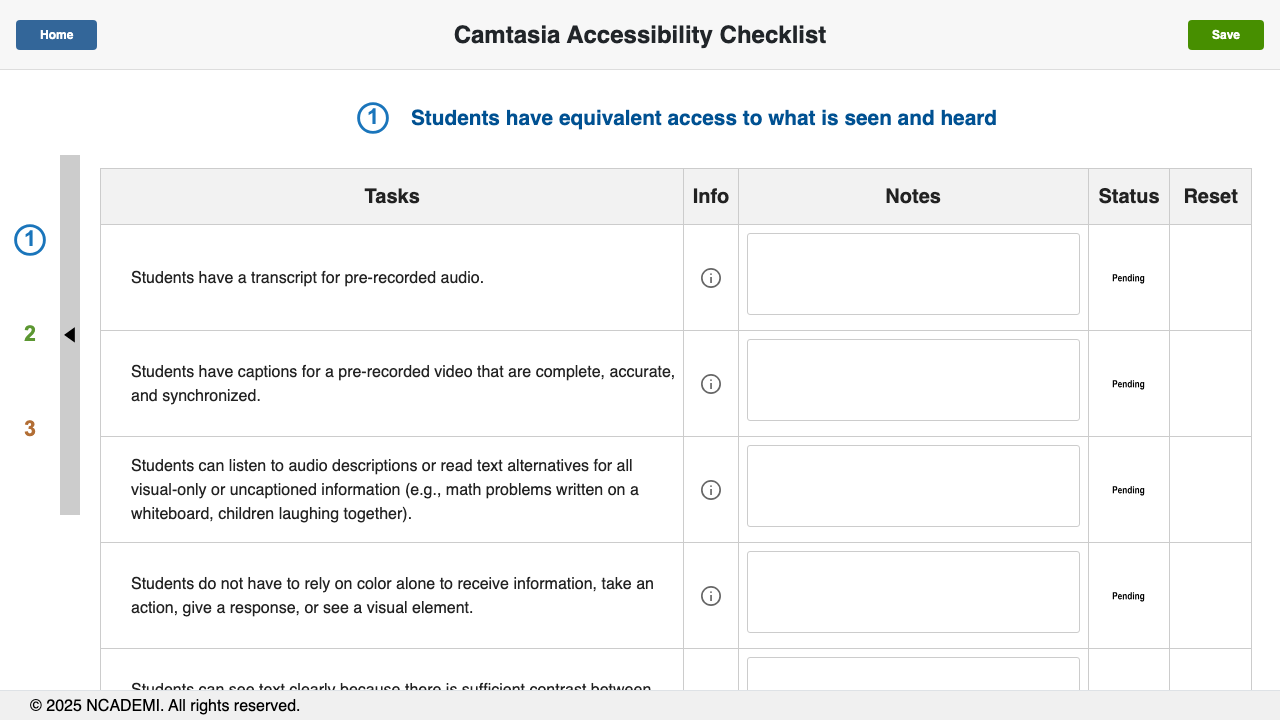 Home
Camtasia Accessibility Checklist
Save
1
Students have equivalent access to what is seen and heard
1
2
3
Tasks
Info
Notes
Status
Reset
Students have a transcript for pre-recorded audio.
Pending
Students have captions for a pre-recorded video that are complete, accurate,
and synchronized.
Pending
Students can listen to audio descriptions or read text alternatives for all
visual-only or uncaptioned information (e.g., math problems written on a
whiteboard, children laughing together).
Pending
Students do not have to rely on color alone to receive information, take an
action, give a response, or see a visual element.
Pending
Students can see text clearly because there is sufficient contrast between
© 2025 NCADEMI. All rights reserved.